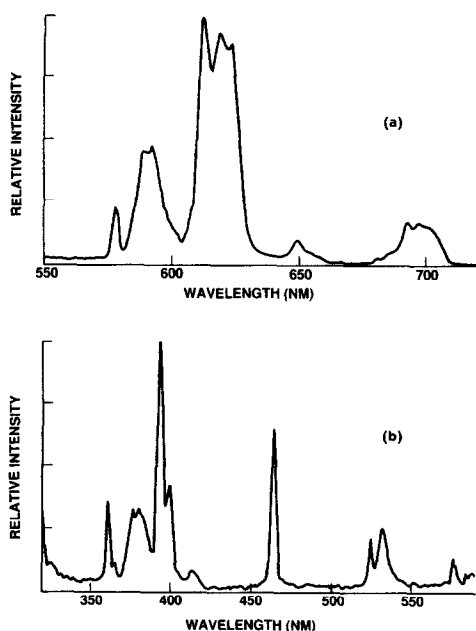 RELATIVE INTENSITY
(a)
550
600
650
700
WAVELENGTH (NM)
RELATIVE INTENSITY
(b)
350
400
450
500
550
WAVELENGTH (NM)